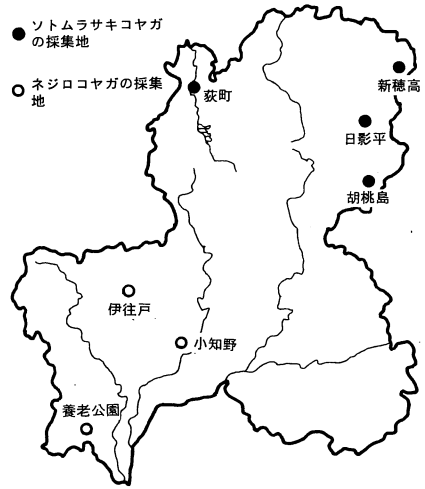 ソトムラサキコヤガ
の採集地
ネジロコヤガの採集
地
荻町
新穂高
日影平
胡桃島
伊往戸
小知野
養老公園